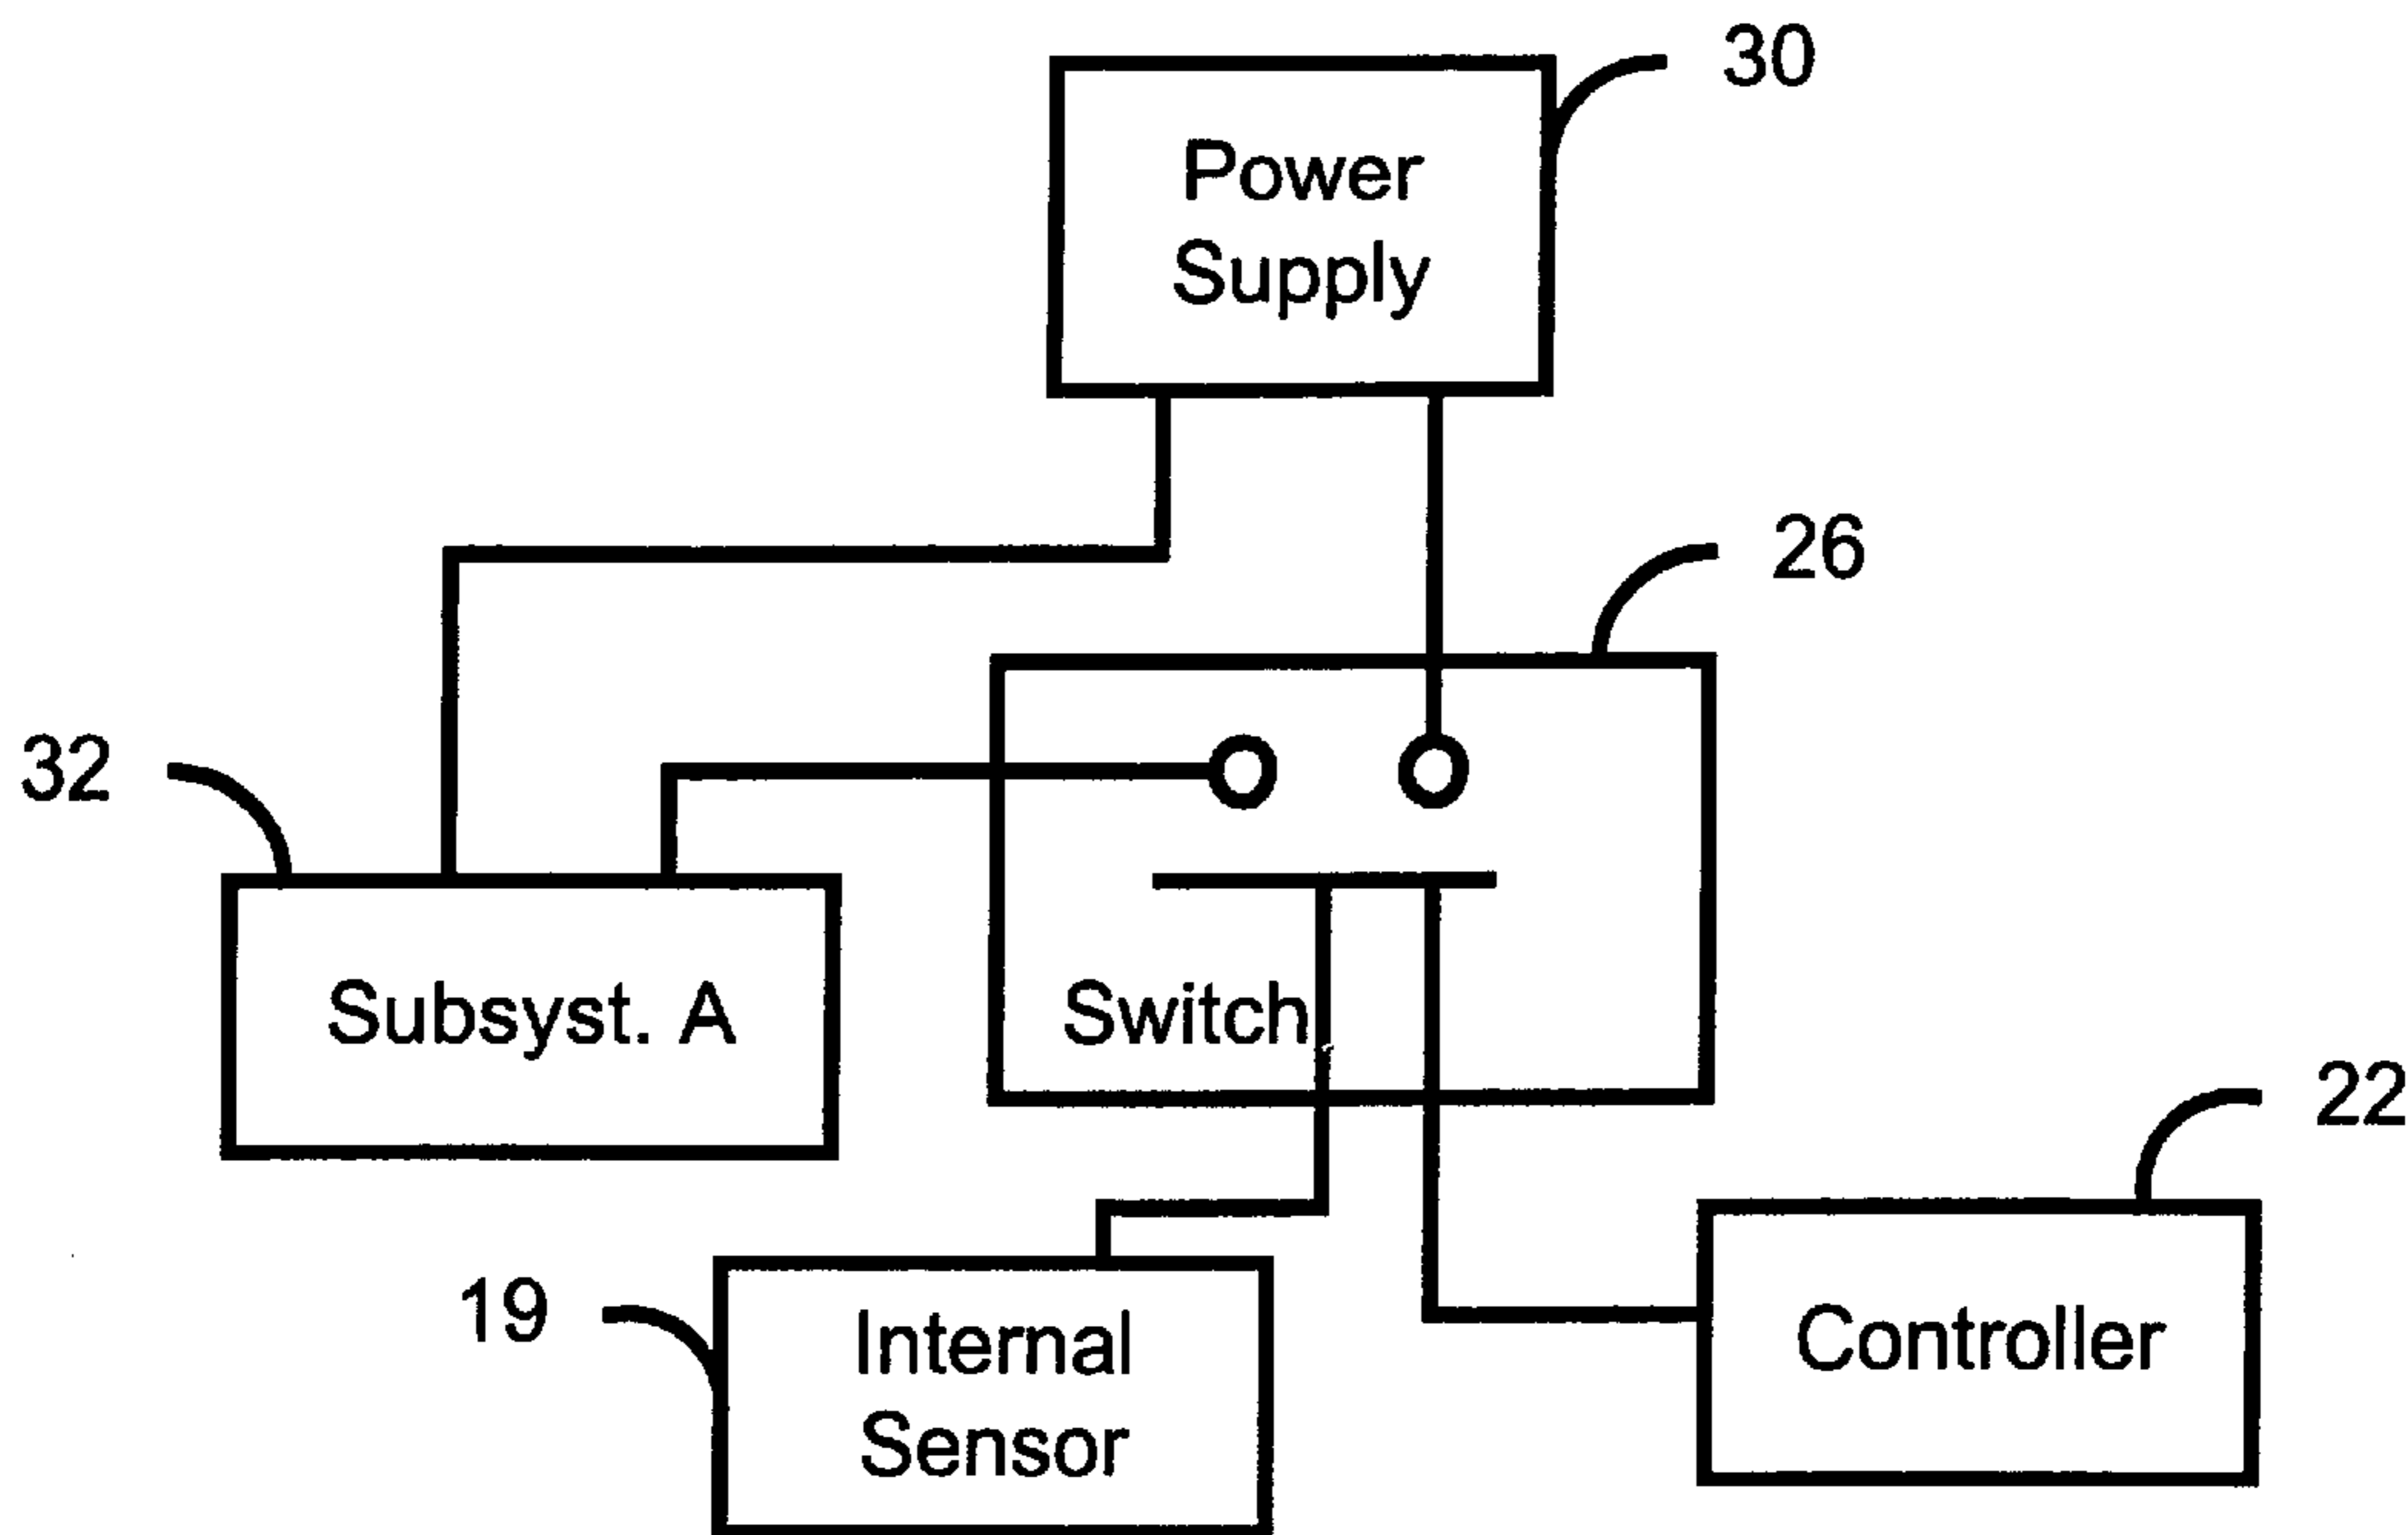 30
Power
Supply
26
32
Subsyst. A
Switch
22
19
Internal
Sensor
Controller